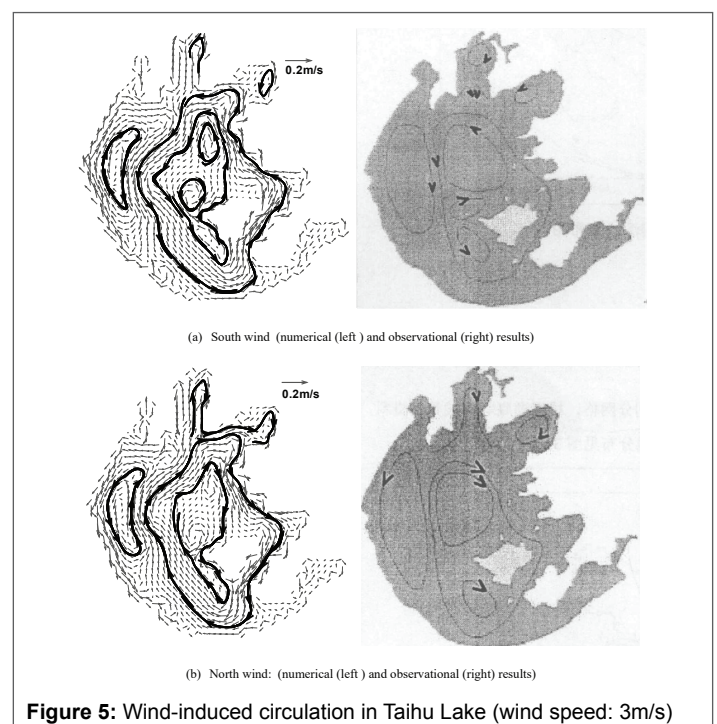 0.2m/s
(a) South wind (numerical (left ) and observational (right) results)
0.2m/s
(b) North wind: (numerical (left ) and observational (right) results)
Figure 5: Wind-induced circulation in Taihu Lake (wind speed: 3m/s)